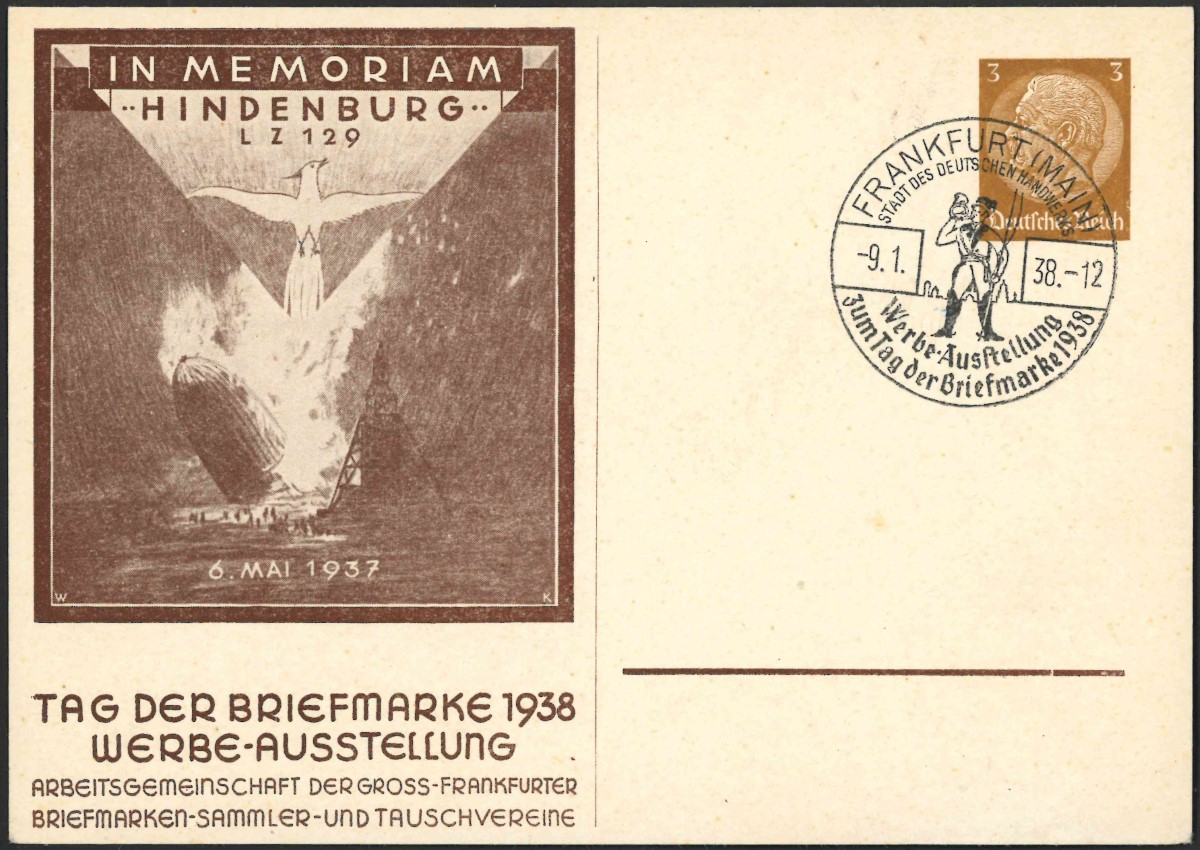 IN MEMORIAM
··HINDENBURG··
LZ 129
6. MAI 1937
W K
TAG DER BRIEFMARKE 1938
WERBE-AUSSTELLUNG
ARBEITSGEMEINSCHAFT DER GROSS-FRANKFURTER
BRIEFMARKEN-SAMMLER-UND TAUSCHVEREINE
3 3
Deutsches Reich
FRANKFURT (MAIN)
STADT DES DEUTSCHEN HANDWERKS
-9.1. 38.-12
Werbe-Ausstellung
zum Tag der Briefmarke 1938